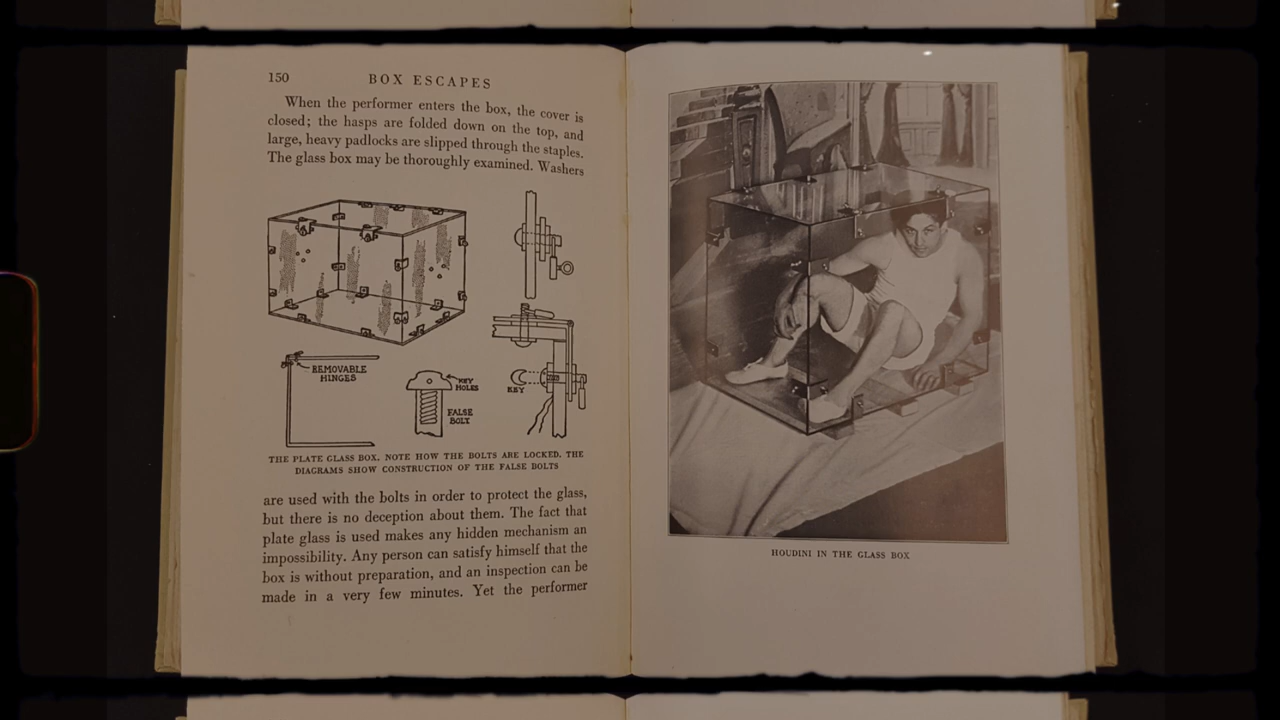 150 BOX ESCAPES
When the performer enters the box, the cover is
closed; the hasps are folded down on the top, and
large, heavy padlocks are slipped through the staples.
The glass box may be thoroughly examined. Washers
REMOVABLE
HINGES
KEY
HOLES
FALSE
BOLT
KEY
THE PLATE GLASS BOX. NOTE HOW THE BOLTS ARE LOCKED. THE
DIAGRAMS SHOW CONSTRUCTION OF THE FALSE BOLTS
are used with the bolts in order to protect the glass,
but there is no deception about them. The fact that
plate glass is used makes any hidden mechanism an
impossibility. Any person can satisfy himself that the
box is without preparation, and an inspection can be
made in a very few minutes. Yet the performer
HOUDINI IN THE GLASS BOX